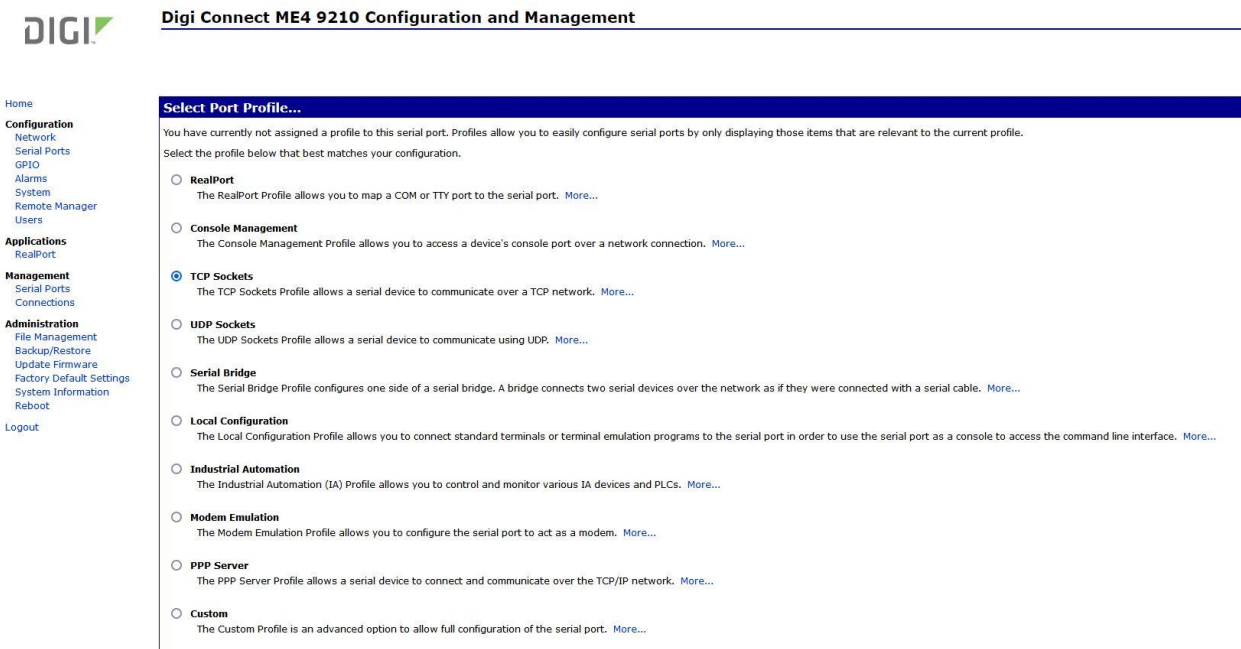 DIGI
Digi Connect ME4 9210 Configuration and Management
Home
Configuration
Network
Serial Ports
GPIO
Alarms
System
Remote Manager
Users
Applications
RealPort
Management
Serial Ports
Connections
Administration
File Management
Backup/Restore
Update Firmware
Factory Default Settings
System Information
Reboot
Logout
Select Port Profile...
You have currently not assigned a profile to this serial port. Profiles allow you to easily configure serial ports by only displaying those items that are relevant to the current profile.
Select the profile below that best matches your configuration.
RealPort
The RealPort Profile allows you to map a COM or TTY port to the serial port. More...
Console Management
The Console Management Profile allows you to access a device's console port over a network connection. More...
TCP Sockets
The TCP Sockets Profile allows a serial device to communicate over a TCP network. More...
UDP Sockets
The UDP Sockets Profile allows a serial device to communicate using UDP. More...
Serial Bridge
The Serial Bridge Profile configures one side of a serial bridge. A bridge connects two serial devices over the network as if they were connected with a serial cable. More...
Local Configuration
The Local Configuration Profile allows you to connect standard terminals or terminal emulation programs to the serial port in order to use the serial port as a console to access the command line interface. More...
Industrial Automation
The Industrial Automation (IA) Profile allows you to control and monitor various IA devices and PLCs. More...
Modem Emulation
The Modem Emulation Profile allows you to configure the serial port to act as a modem. More...
PPP Server
The PPP Server Profile allows a serial device to connect and communicate over the TCP/IP network. More...
Custom
The Custom Profile is an advanced option to allow full configuration of the serial port. More...